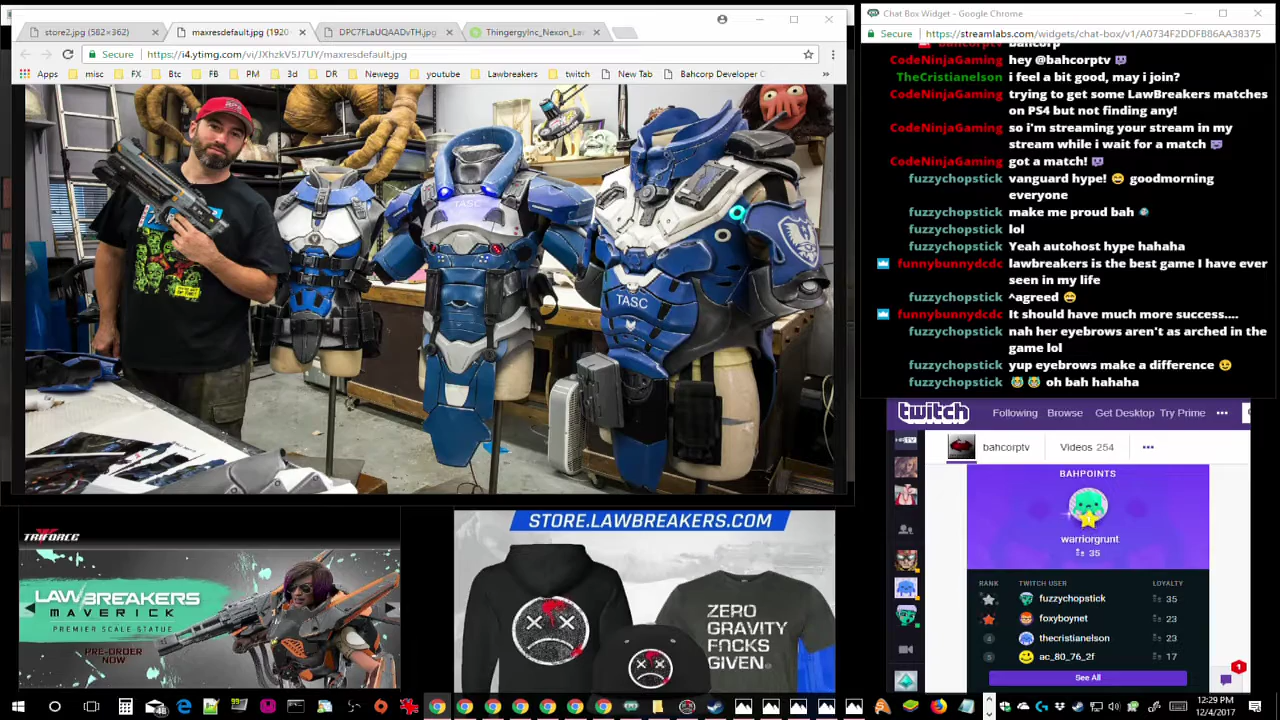 store2.jpg (582×362)
maxresdefault.jpg (1920×
DPC7FLaUQAADvTH.jpg
ThingergyInc_Nexon_La
Secure
https://i4.ytimg.com/vi/JXhzkV5J7UY/maxresdefault.jpg
Apps
misc
FX
Btc
FB
PM
3d
DR
Newegg
youtube
Lawbreakers
twitch
New Tab
Bahcorp Developer C
TASC
TASC
Chat Box Widget - Google Chrome
Secure
https://streamlabs.com/widgets/chat-box/v1/A0734F2DDFB86AA38375
bahcorptv bahcorp
CodeNinjaGaming hey @bahcorptv
TheCristianelson i feel a bit good, may i join?
CodeNinjaGaming trying to get some LawBreakers matches
on PS4 but not finding any!
CodeNinjaGaming so i'm streaming your stream in my
stream while i wait for a match
CodeNinjaGaming got a match!
fuzzychopstick vanguard hype! 😄 goodmorning
everyone
fuzzychopstick make me proud bah
fuzzychopstick lol
fuzzychopstick Yeah autohost hype hahaha
funnybunnydcdc lawbreakers is the best game I have ever
seen in my life
fuzzychopstick ^agreed 😄
funnybunnydcdc It should have much more success....
fuzzychopstick nah her eyebrows aren't as arched in the
game lol
fuzzychopstick yup eyebrows make a difference 😉
fuzzychopstick 😭 😭 oh bah hahaha
twitch
Following
Browse
Get Desktop
Try Prime
bahcorptv
Videos 254
BAHPOINTS
warriorgrunt
35
RANK
TWITCH USER
LOYALTY
fuzzychopstick 35
foxyboynet 23
4 thecristianelson 23
5 ac_80_76_2f 17
See All
1
TRIFORCE
LAWBREAKERS
MAVERICK
PREMIER SCALE STATUE
PRE-ORDER
NOW
STORE.LAWBREAKERS.COM
ZERO
GRAVITY
FNCKS
GIVEN
12:29 PM
12/4/2017